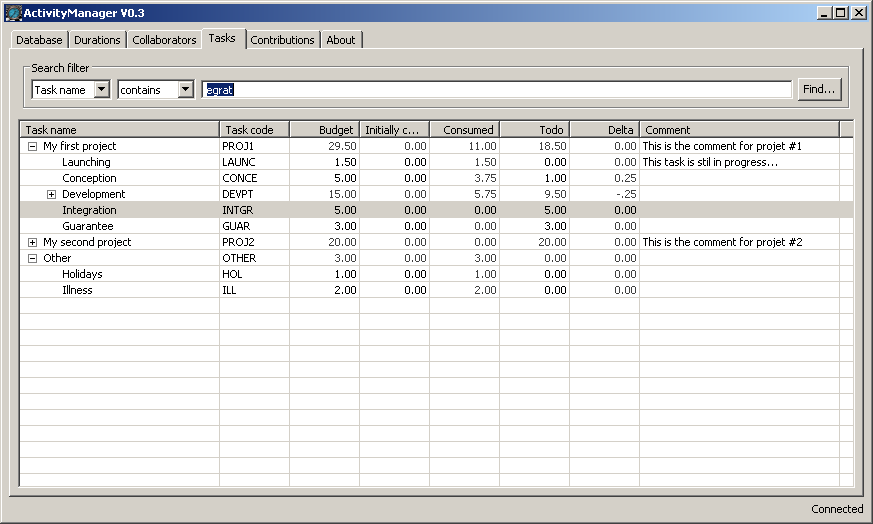 ActivityManager V0.3
Database Durations Collaborators Tasks Contributions About
Search filter
Task name contains egrat Find...
Task name Task code Budget Initially c... Consumed Todo Delta Comment
My first project PROJ1 29.50 0.00 11.00 18.50 0.00 This is the comment for projet #1
Launching LAUNC 1.50 0.00 1.50 0.00 0.00 This task is stil in progress...
Conception CONCE 5.00 0.00 3.75 1.00 0.25
Development DEVPT 15.00 0.00 5.75 9.50 -.25
Integration INTGR 5.00 0.00 0.00 5.00 0.00
Guarantee GUAR 3.00 0.00 0.00 3.00 0.00
My second project PROJ2 20.00 0.00 0.00 20.00 0.00 This is the comment for projet #2
Other OTHER 3.00 0.00 3.00 0.00 0.00
Holidays HOL 1.00 0.00 1.00 0.00 0.00
Illness ILL 2.00 0.00 2.00 0.00 0.00
Connected